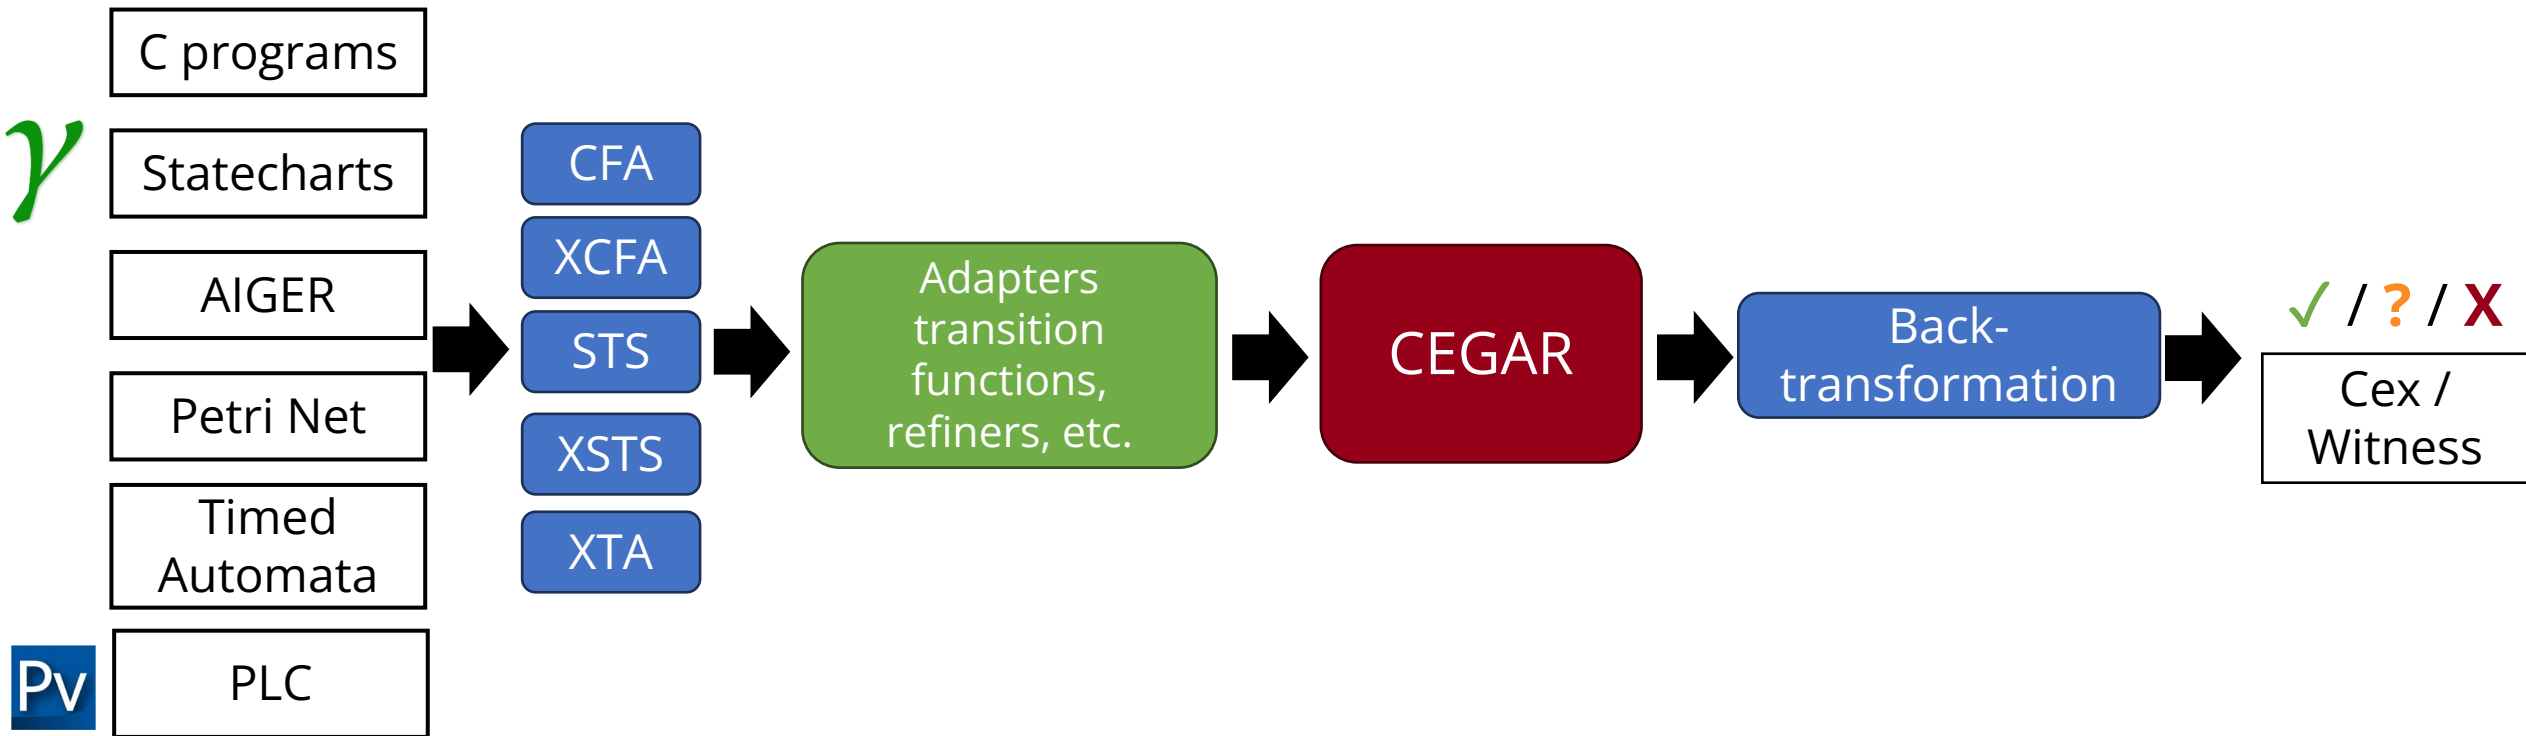 C programs
γ
Statecharts
AIGER
Petri Net
Timed
Automata
Pv
PLC
CFA
XCFA
STS
XSTS
XTA
Adapters
transition
functions,
refiners, etc.
CEGAR
Back-
transformation
✓ / ? / X
Cex /
Witness